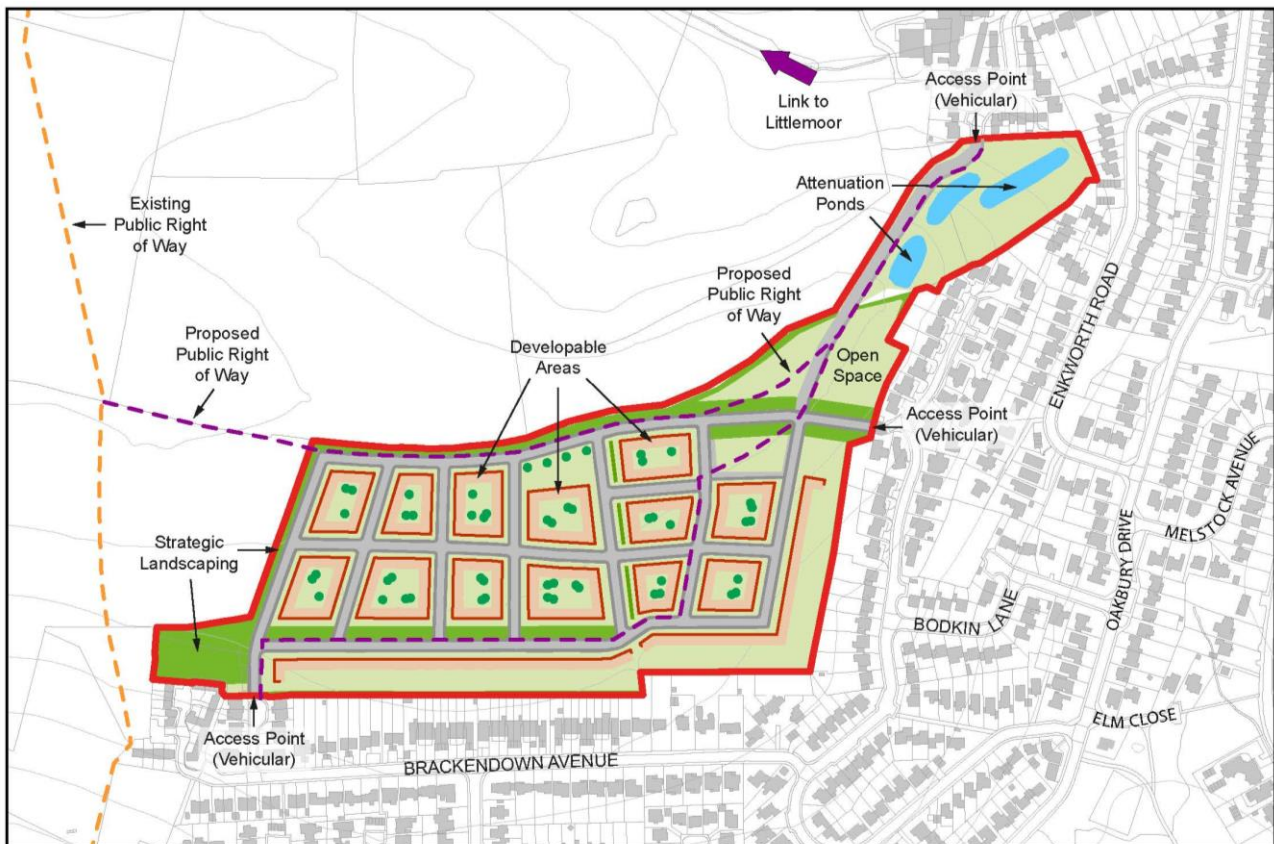 Link to
Littlemoor
Access Point
(Vehicular)
Attenuation
Ponds
Existing
Public Right
of Way
Proposed
Public Right
of Way
Proposed
Public Right
of Way
Developable
Areas
Open
Space
Access Point
(Vehicular)
ENKWORTH ROAD
MELSTOCK AVENUE
OAKBURY DRIVE
Strategic
Landscaping
BODKIN LANE
ELM CLOSE
Access Point
(Vehicular)
BRACKENDOWN AVENUE